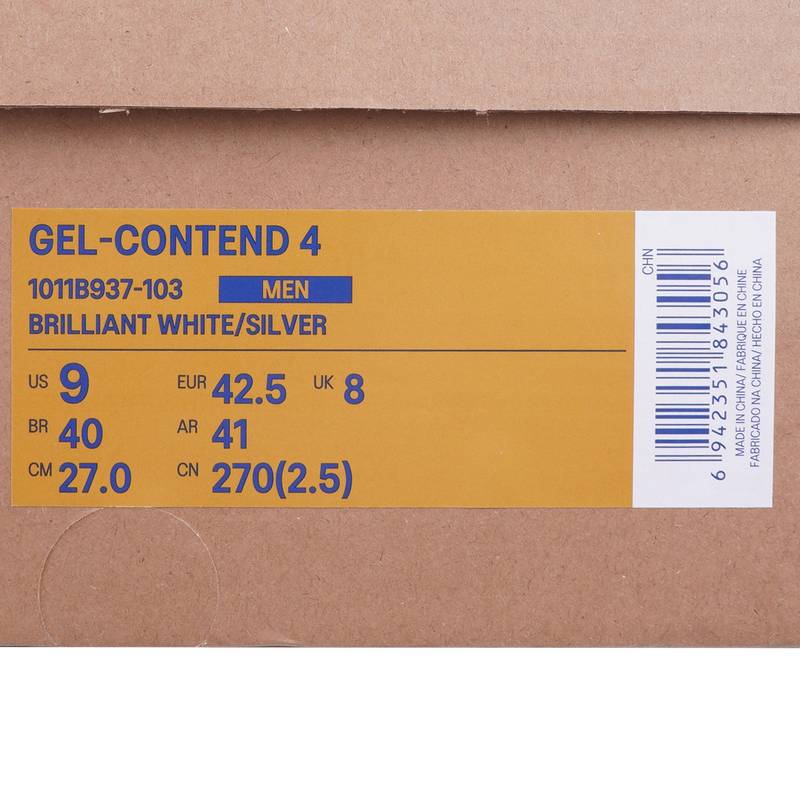 GEL-CONTEND 4
1011B937-103 MEN
BRILLIANT WHITE/SILVER
US 9 EUR 42.5 UK 8
BR 40 AR 41
CM 27.0 CN 270(2.5)
CHN
6 942351 843056
MADE IN CHINA/ FABRIQUE EN CHINE
FABRICADO NA CHINA/ HECHO EN CHINA